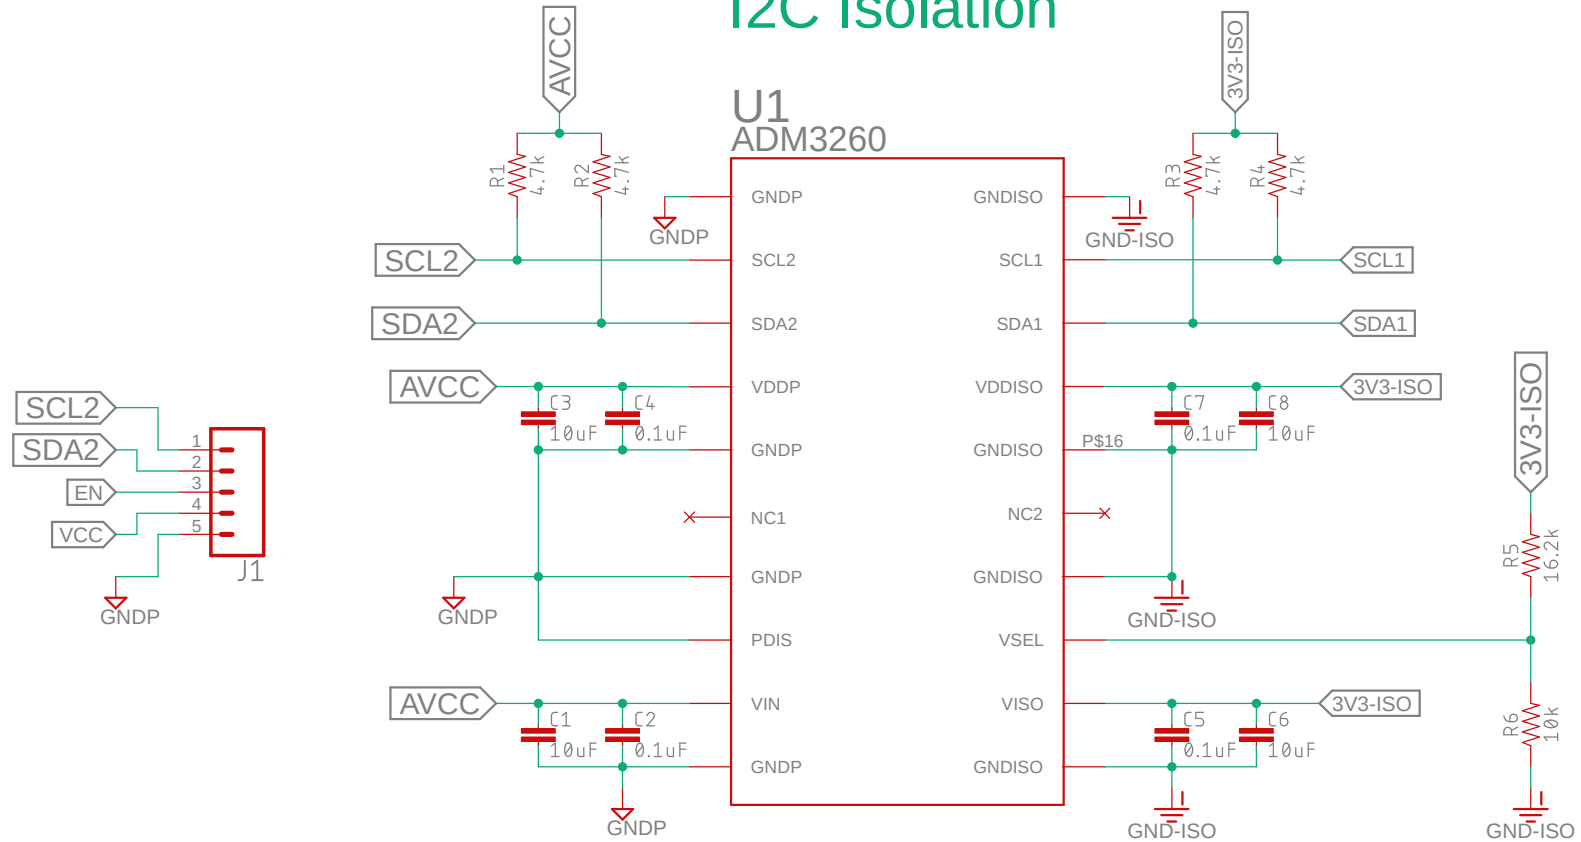 I2C Isolation
AVCC
3V3-ISO
U1
ADM3260
R1
4.7k
R2
4.7k
R3
4.7k
R4
4.7k
GNDP
GNDISO
GNDP
GND-ISO
SCL2
SCL2
SCL1
SCL1
SDA2
SDA2
SDA1
SDA1
AVCC
VDDP
VDDISO
3V3-ISO
3V3-ISO
C3
10uF
C4
0.1uF
C7
0.1uF
C8
10uF
GNDP
GNDISO
P$16
SCL2
SDA2
EN
VCC
1
2
3
4
5
J1
GNDP
NC1
NC2
R5
16.2k
GNDP
GNDISO
GNDP
GND-ISO
PDIS
VSEL
AVCC
VIN
VISO
3V3-ISO
C1
10uF
C2
0.1uF
C5
0.1uF
C6
10uF
R6
10k
GNDP
GNDISO
GNDP
GND-ISO
GND-ISO